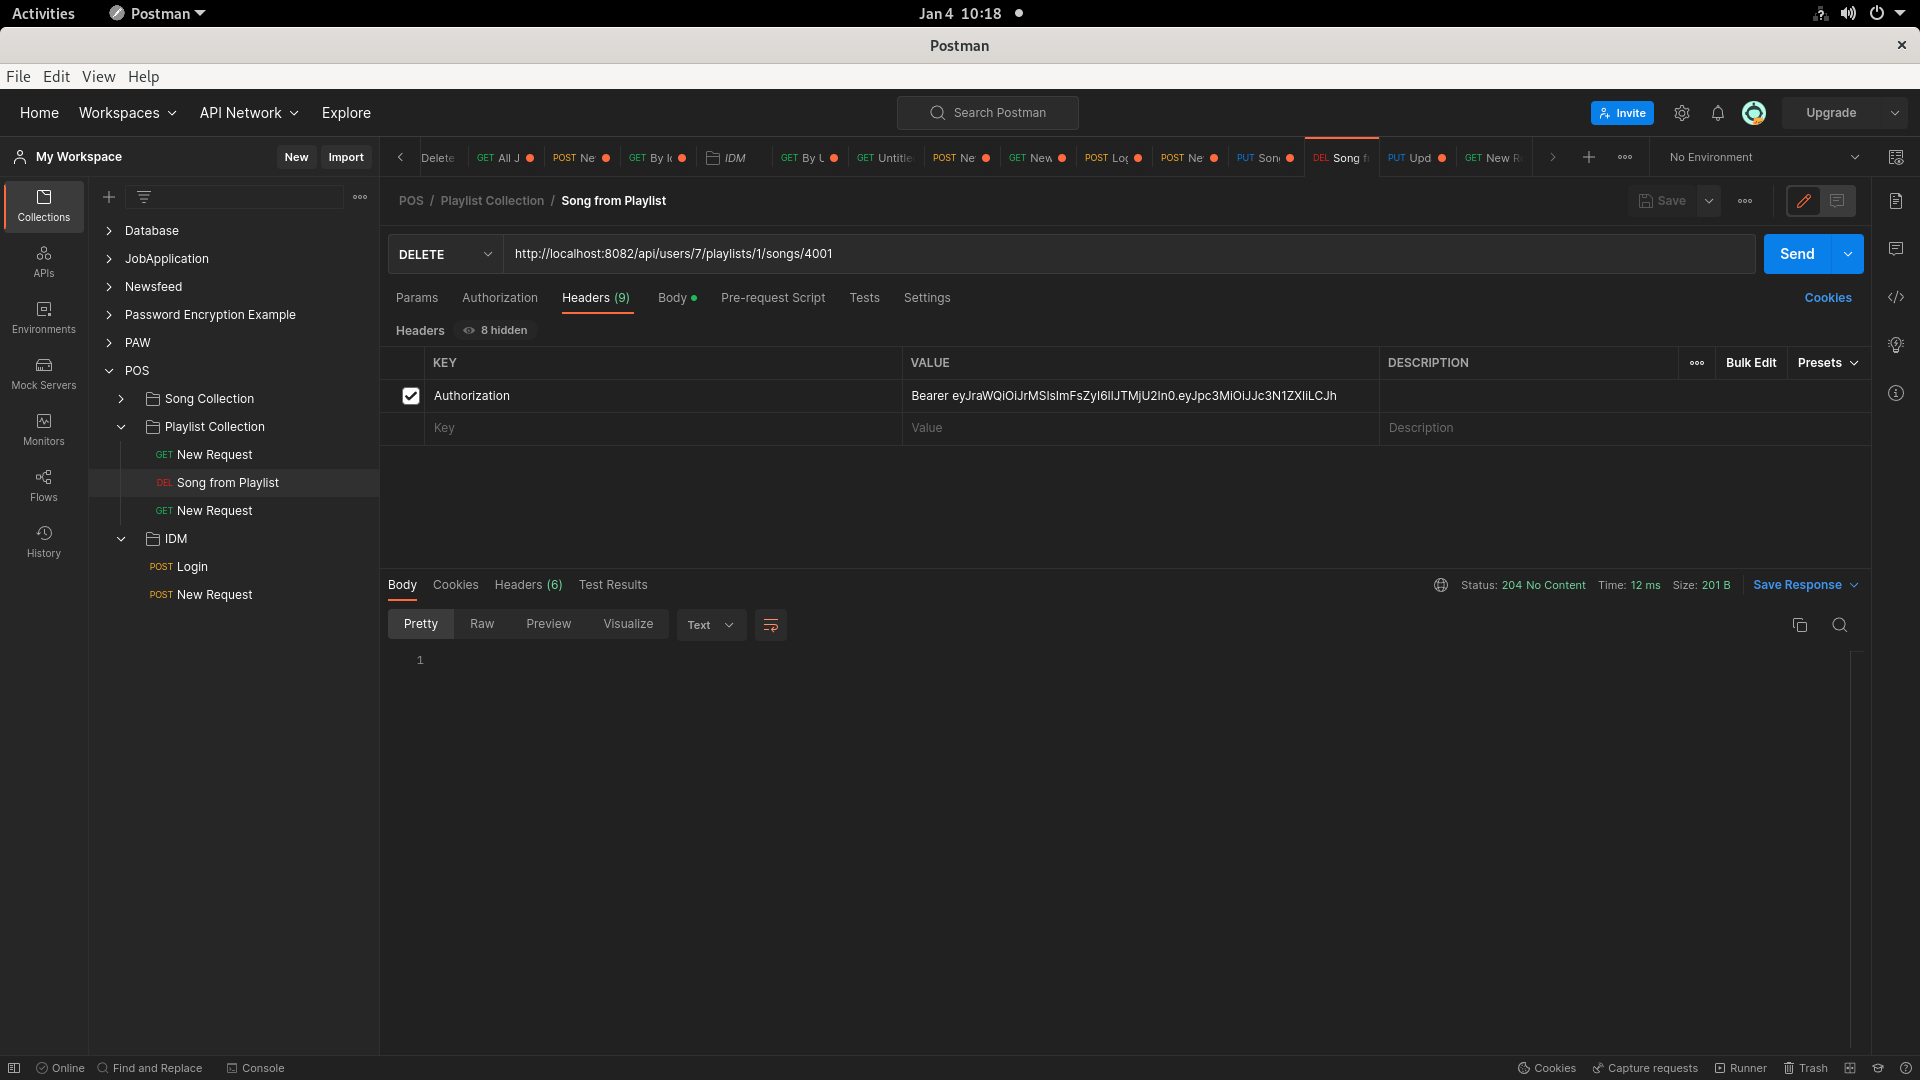 Activities Postman Jan 4 10:18
Postman
File Edit View Help
Home Workspaces API Network Explore Search Postman Invite Upgrade
My Workspace New Import
Delete GET All J POST Ne GET By Ic IDM GET By U GET Untitle POST Ne GET New POST Log POST Ne PUT Song DEL Song f PUT Upd GET New R No Environment
Collections
APIs
Environments
Mock Servers
Monitors
Flows
History
Database
JobApplication
Newsfeed
Password Encryption Example
PAW
POS
Song Collection
Playlist Collection
GET New Request
DEL Song from Playlist
GET New Request
IDM
POST Login
POST New Request
POS / Playlist Collection / Song from Playlist Save
DELETE http://localhost:8082/api/users/7/playlists/1/songs/4001 Send
Params Authorization Headers (9) Body Pre-request Script Tests Settings Cookies
Headers 8 hidden
KEY VALUE DESCRIPTION Bulk Edit Presets
Authorization Bearer
Key Value Description
Body Cookies Headers (6) Test Results Status: 204 No Content Time: 12 ms Size: 201 B Save Response
Pretty Raw Preview Visualize Text
1
Online Find and Replace Console Cookies Capture requests Runner Trash